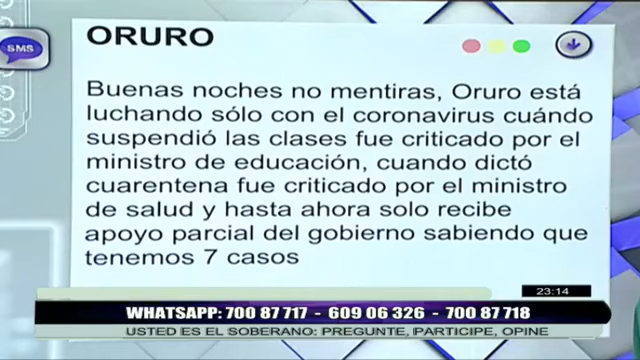 SMS
ORURO
Buenas noches no mentiras, Oruro está
luchando sólo con el coronavirus cuándo
suspendió las clases fue criticado por el
ministro de educación, cuando dictó
cuarentena fue criticado por el ministro
de salud y hasta ahora solo recibe
apoyo parcial del gobierno sabiendo que
tenemos 7 casos
23:14
WHATSAPP: 700 87 717 - 609 06 326 - 700 87 718
USTED ES EL SOBERANO: PREGUNTE, PARTICIPE, OPINE